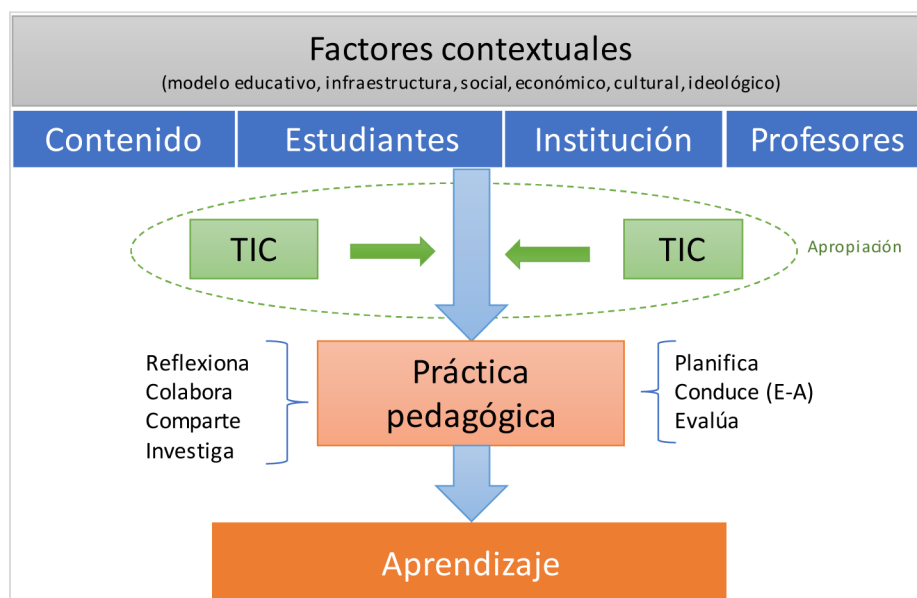 Factores contextuales
(modelo educativo, infraestructura, social, económico, cultural, ideológico)
Contenido
Estudiantes
Institución
Profesores
TIC
TIC
Apropiación
Reflexiona
Colabora
Comparte
Investiga
Práctica
pedagógica
Planifica
Conduce (E-A)
Evalúa
Aprendizaje